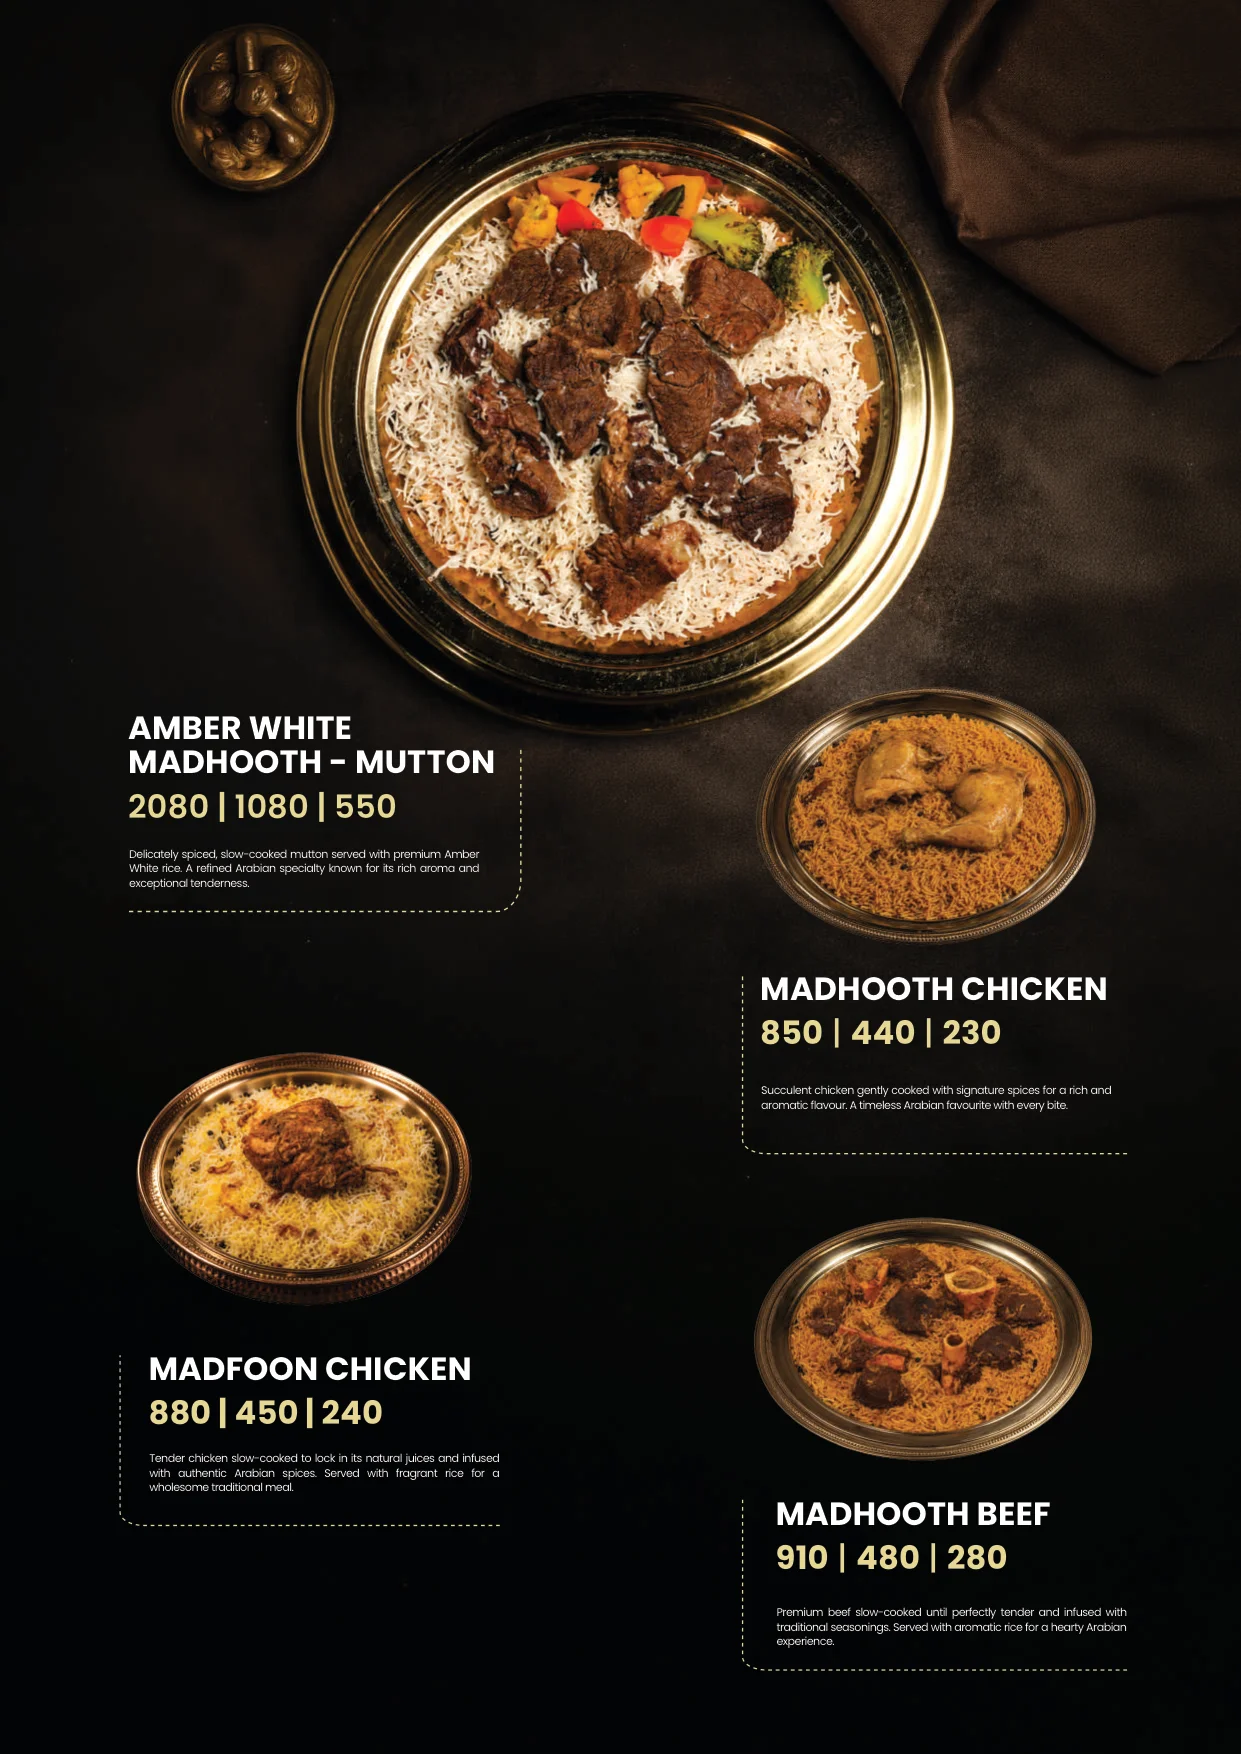 AMBER WHITE
MADHOOTH - MUTTON
2080 | 1080 | 550
Delicately spiced, slow-cooked mutton served with premium Amber
White rice. A refined Arabian specialty known for its rich aroma and
exceptional tenderness.
MADHOOTH CHICKEN
850 | 440 | 230
Succulent chicken gently cooked with signature spices for a rich and
aromatic flavour. A timeless Arabian favourite with every bite.
MADFOON CHICKEN
880 | 450 | 240
Tender chicken slow-cooked to lock in its natural juices and infused
with authentic Arabian spices. Served with fragrant rice for a
wholesome traditional meal.
MADHOOTH BEEF
910 | 480 | 280
Premium beef slow-cooked until perfectly tender and infused with
traditional seasonings. Served with aromatic rice for a hearty Arabian
experience.